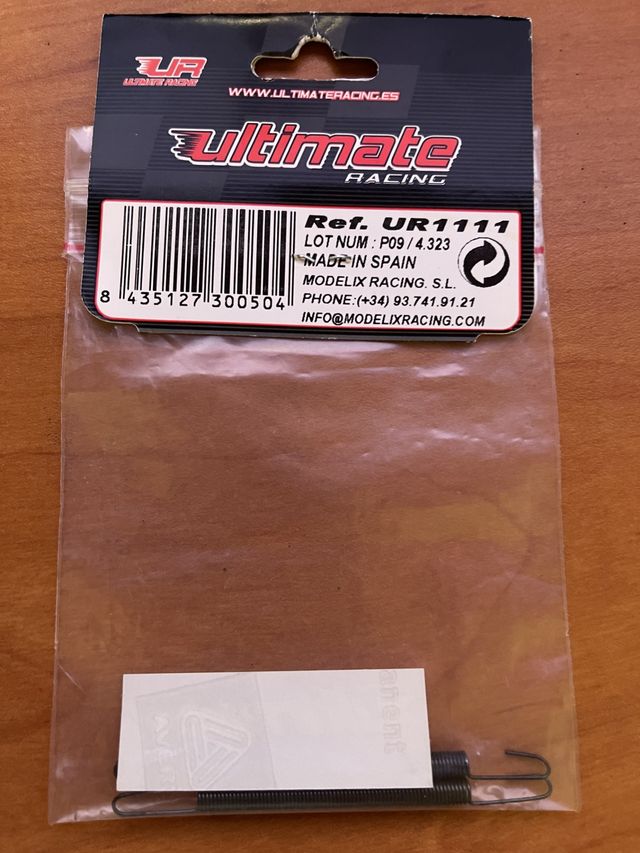 UR
ULTIMATE RACING
WWW.ULTIMATERACING.ES
ultimate
RACING
Ref. UR1111
LOT NUM : P09 / 4.323
MADE IN SPAIN
MODELIX RACING. S.L.
PHONE:(+34) 93.741.91.21
INFO@MODELIXRACING.COM
8 435127 300504